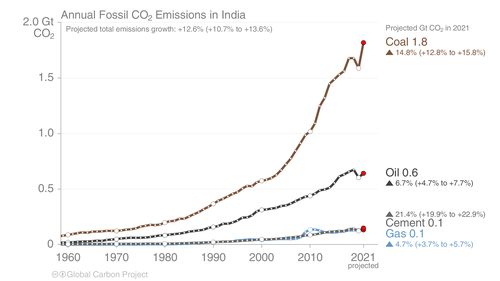 Annual Fossil CO₂ Emissions in India
Projected total emissions growth: +12.6% (+10.7% to +13.6%)
2.0 Gt
CO₂
1.5
1.0
0.5
0
1960 1970 1980 1990 2000 2010 2021
projected
Projected Gt CO₂ in 2021
Coal 1.8
▲ 14.8% (+12.8% to +15.8%)
Oil 0.6
▲ 6.7% (+4.7% to +7.7%)
▲ 21.4% (+19.9% to +22.9%)
Cement 0.1
Gas 0.1
▲ 4.7% (+3.7% to +5.7%)
Global Carbon Project